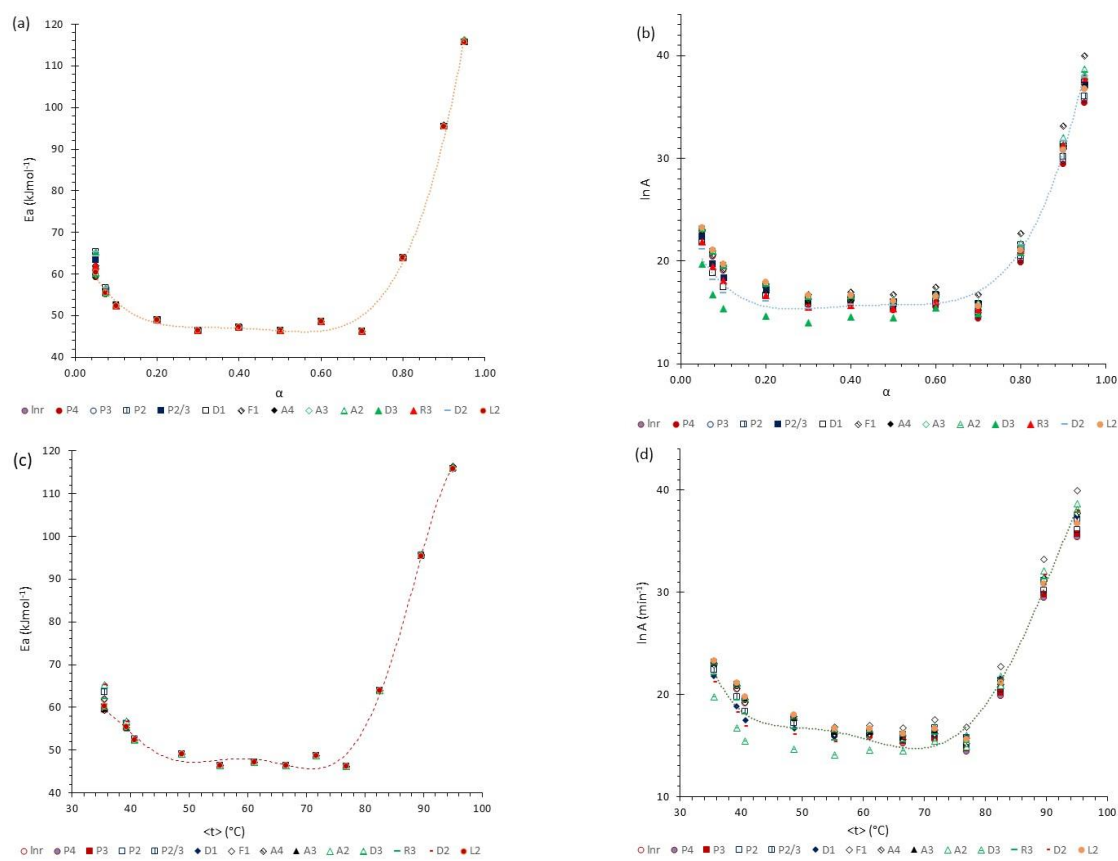 (a)
120
110
100
90
80
70
60
50
40
Ea (kJmol-1)
0.00 0.20 0.40 0.60 0.80 1.00
α
Inr P4 P3 P2 P2/3 D1 F1 A4 A3 A2 D3 R3 D2 L2
(b)
40
30
20
10
ln A
0.00 0.20 0.40 0.60 0.80 1.00
α
Inr P4 P3 P2 P2/3 D1 F1 A4 A3 A2 D3 R3 D2 L2
(c)
120
110
100
90
80
70
60
50
40
Ea (kJmol-1)
30 40 50 60 70 80 90 100
<t> (°C)
Inr P4 P3 P2 P2/3 D1 F1 A4 A3 A2 D3 R3 D2 L2
(d)
40
30
20
10
ln A (min-1)
30 40 50 60 70 80 90 100
<t> (°C)
Inr P4 P3 P2 P2/3 D1 F1 A4 A3 A2 D3 R3 D2 L2